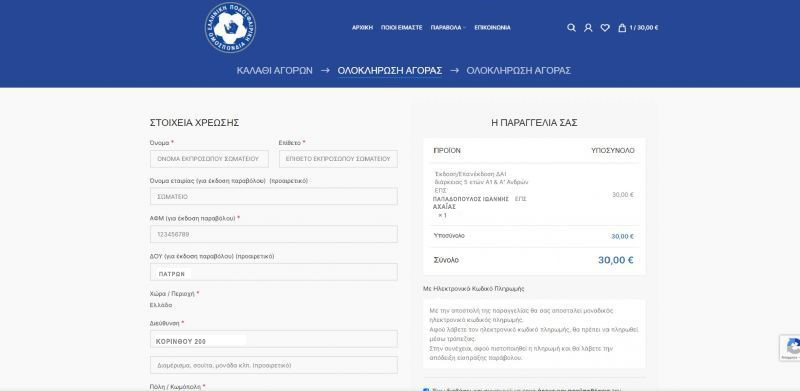 ΕΛΛΗΝΙΚΗ ΠΟΔΟΣΦΑΙΡΙΚΗ ΟΜΟΣΠΟΝΔΙΑ
ΑΡΧΙΚΗ ΠΟΙΟΙ ΕΙΜΑΣΤΕ ΠΑΡΑΒΟΛΑ ΕΠΙΚΟΙΝΩΝΙΑ 1 / 30,00 €
ΚΑΛΑΘΙ ΑΓΟΡΩΝ → ΟΛΟΚΛΗΡΩΣΗ ΑΓΟΡΑΣ → ΟΛΟΚΛΗΡΩΣΗ ΑΓΟΡΑΣ
ΣΤΟΙΧΕΙΑ ΧΡΕΩΣΗΣ
Όνομα * Επίθετο *
ΟΝΟΜΑ ΕΚΠΡΟΣΩΠΟΥ ΣΩΜΑΤΕΙΟΥ ΕΠΙΘΕΤΟ ΕΚΠΡΟΣΩΠΟΥ ΣΩΜΑΤΕΙΟΥ
Όνομα εταιρίας (για έκδοση παραβόλου) (προαιρετικό)
ΣΩΜΑΤΕΙΟ
ΑΦΜ (για έκδοση παραβόλου) *
123456789
ΔΟΥ (για έκδοση παραβόλου) (προαιρετικό)
ΠΑΤΡΩΝ
Χώρα / Περιοχή *
Ελλάδα
Διεύθυνση *
ΚΟΡΙΝΘΟΥ 200
Διαμέρισμα, σουίτα, μονάδα κλπ. (προαιρετικό)
Πόλη / Κωμόπολη *
Η ΠΑΡΑΓΓΕΛΙΑ ΣΑΣ
ΠΡΟΪΟΝ ΥΠΟΣΥΝΟΛΟ
Έκδοση/Επανέκδοση ΔΑΙ
διάρκειας 5 ετών Α1 & Α' Ανδρών
ΕΠΣ
30,00 €
ΠΑΠΑΔΟΠΟΥΛΟΣ ΙΩΑΝΝΗΣ ΕΠΣ
ΑΧΑΪΑΣ
× 1
Υποσύνολο 30,00 €
Σύνολο 30,00 €
Με Ηλεκτρονικό Κωδικό Πληρωμής
Με την αποστολή της παραγγελίας θα σας αποσταλεί μοναδικός
ηλεκτρονικό κωδικός πληρωμής.
Αφού λάβετε τον ηλεκτρονικό κωδικό πληρωμής, θα πρέπει να πληρωθεί
μέσω τράπεζας.
Στην συνέχεια, αφού πιστοποιηθεί η πληρωμή και θα λάβετε την
απόδειξη είσπραξης παραβόλου.